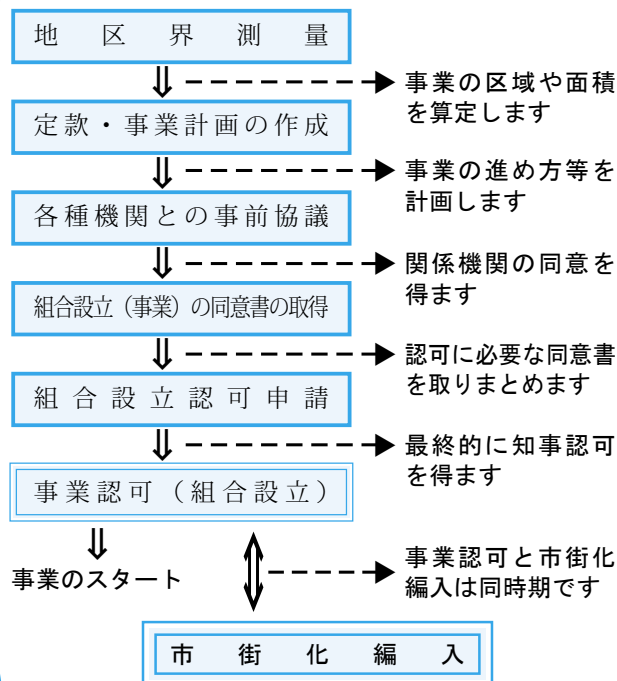 地区界測量
事業の区域や面積
を算定します
定款・事業計画の作成
事業の進め方等を
計画します
各種機関との事前協議
関係機関の同意を
得ます
組合設立（事業）の同意書の取得
認可に必要な同意書
を取りまとめます
組合設立認可申請
最終的に知事認可
を得ます
事業認可（組合設立）
事業のスタート
事業認可と市街化
編入は同時期です
市街化編入